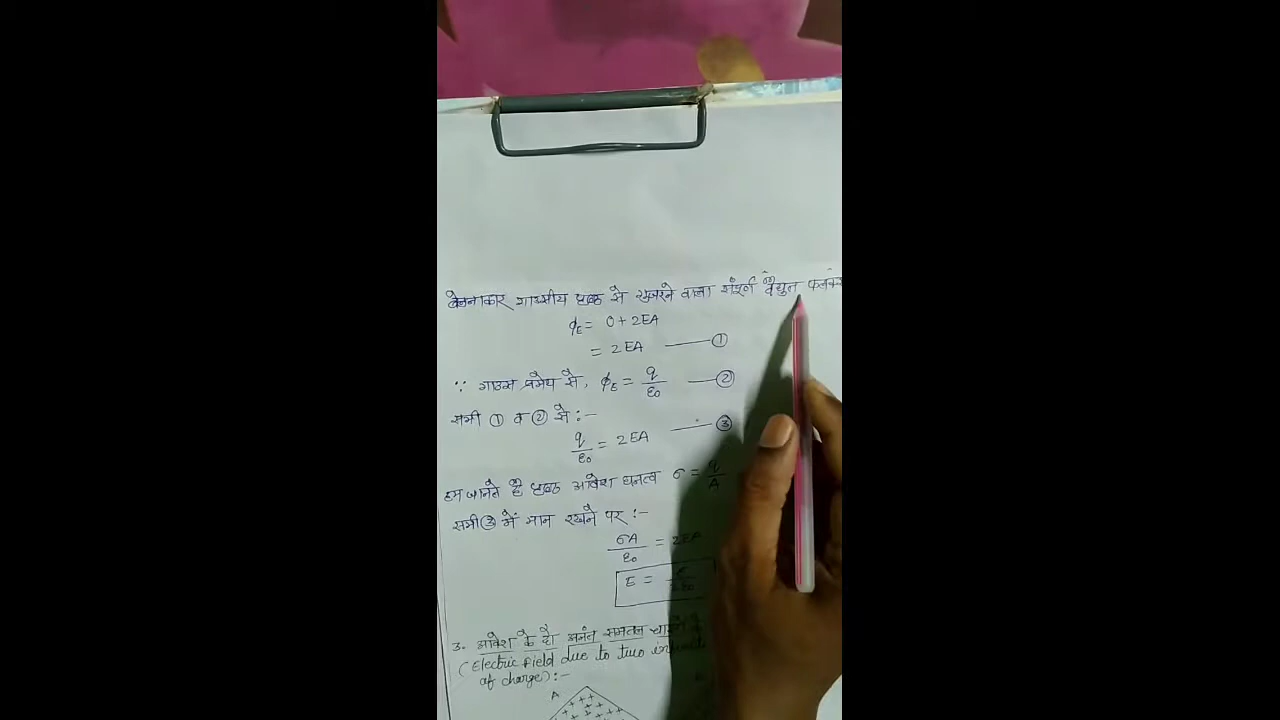 बेलनाकार गाउसीय पृष्ठ से गुजरने वाला संपूर्ण वैद्युत फ्लक्स
ϕE = 0 + 2EA
= 2EA —— ①
∵ गाउस प्रमेय से, ϕE = q/ε₀ —— ②
समी ① व ② से :-
q/ε₀ = 2EA —— ③
हम जानते है पृष्ठ आवेश घनत्व σ = q/A
समी ③ में मान रखने पर :-
σA/ε₀ = 2EA
E =
3. आवेश के दो अनंत समतल
(Electric field due to two
of charge) :-
A